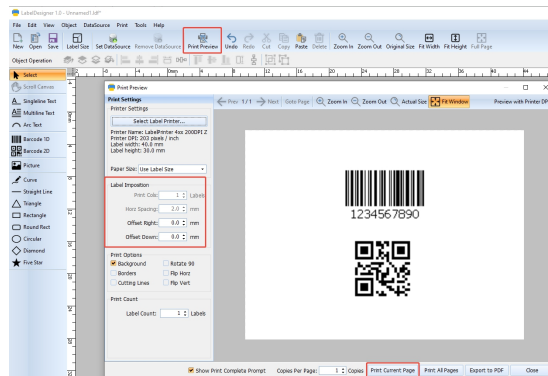 LabelDesigner 1.0 - Unnamed1.tdf*
File Edit View Object DataSource Print Tools Help
New Open Save Label Size Set DataSource Remove DataSource Print Preview Undo Redo Cut Copy Paste Delete Zoom In Zoom Out Original Size Fit Width Fit Height Full Page
Object Operation
Select
Scroll Canvas
Singleline Text
Multiline Text
Arc Text
Barcode 1D
Barcode 2D
Picture
Curve
Straight Line
Triangle
Rectangle
Round Rect
Circular
Diamond
Five Star
Print Preview
Print Settings
Prev 1/1 Next Goto Page Zoom In Zoom Out Actual Size Fit Window Preview with Printer DP
Printer Settings
Select Label Printer...
Printer Name: LabelPrinter 4xx 200DPI Z
Printer DPI: 203 pixels / inch
Label width: 40.0 mm
Label height: 30.0 mm
Paper Size: Use Label Size
Label Imposition
Print Cols: 1 Labels
Horz Spacing: 2.0 mm
Offset Right: 0.0 mm
Offset Down: 0.0 mm
Print Options
Background Rotate 90
Borders Flip Horz
Cutting Lines Flip Vert
Print Count
Label Count: 1 Labels
1234567890
Show Print Complete Prompt Copies Per Page: 1 Copies Print Current Page Print All Pages Export to PDF Close